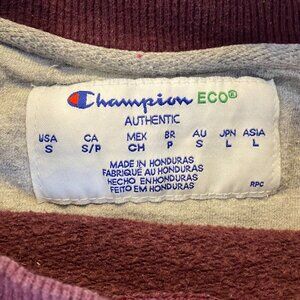 Champion ECO®
AUTHENTIC
USA CA MEX BR AU JPN ASIA
S S/P CH P S L L
MADE IN HONDURAS
FABRIQUÉ AU HONDURAS
HECHO EN HONDURAS
FEITO EM HONDURAS
RPC